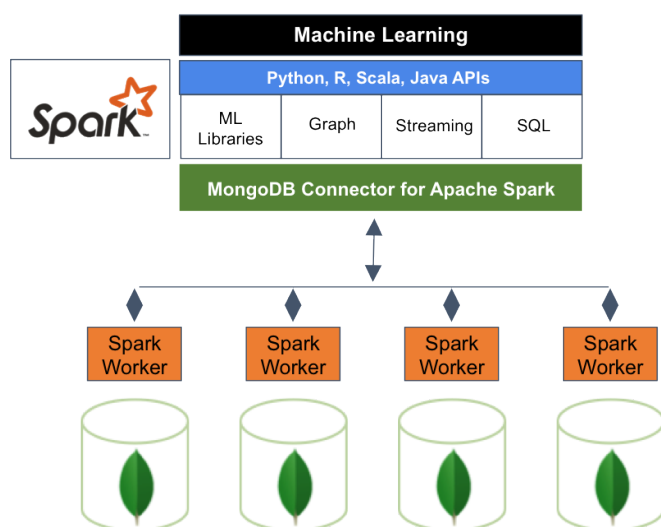 Machine Learning
Python, R, Scala, Java APIs
Spark
ML
Libraries
Graph
Streaming
SQL
MongoDB Connector for Apache Spark
Spark
Worker
Spark
Worker
Spark
Worker
Spark
Worker